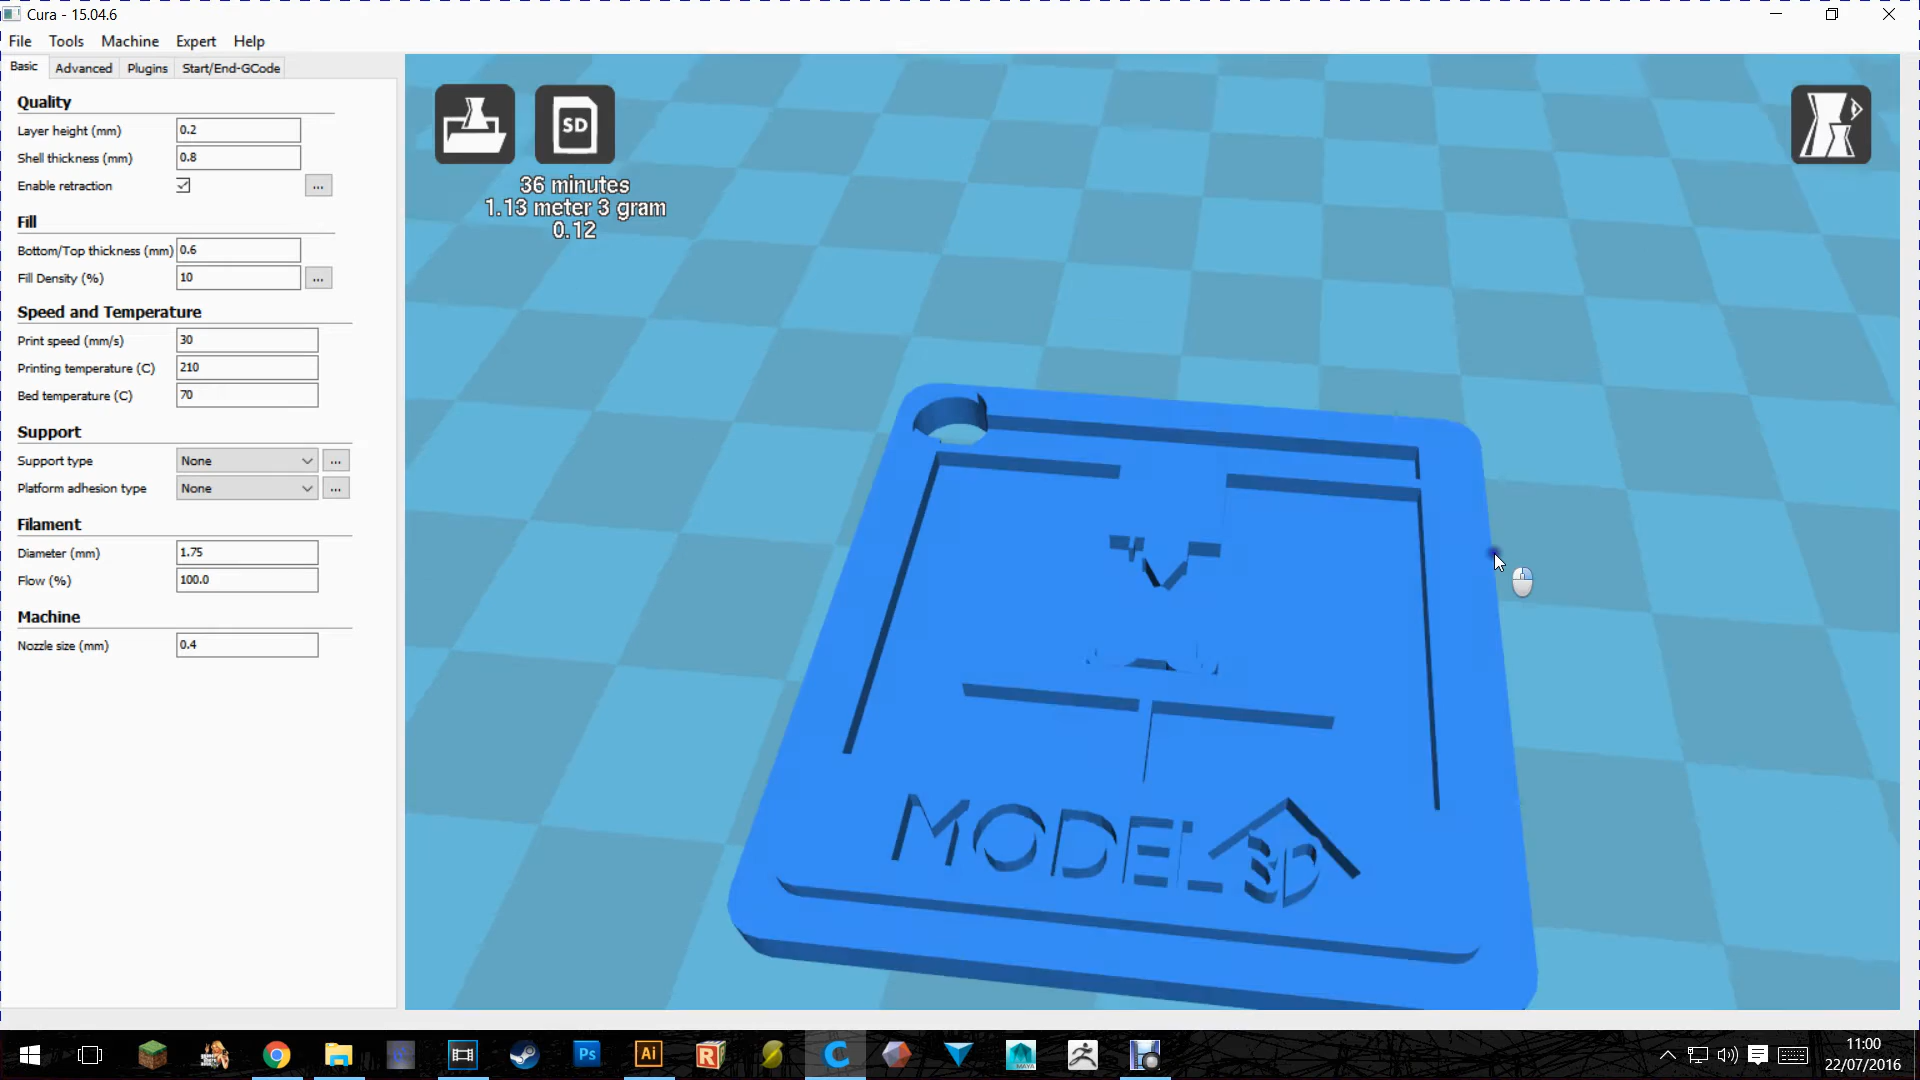 Cura - 15.04.6
File Tools Machine Expert Help
Basic Advanced Plugins Start/End-GCode
Quality
Layer height (mm) 0.2
Shell thickness (mm) 0.8
Enable retraction ...
Fill
Bottom/Top thickness (mm) 0.6
Fill Density (%) 10 ...
Speed and Temperature
Print speed (mm/s) 30
Printing temperature (C) 210
Bed temperature (C) 70
Support
Support type None ...
Platform adhesion type None ...
Filament
Diameter (mm) 1.75
Flow (%) 100.0
Machine
Nozzle size (mm) 0.4
SD
36 minutes
1.13 meter 3 gram
0.12
MODEL 3D
Ps Ai R C MAYA
11:00
22/07/2016